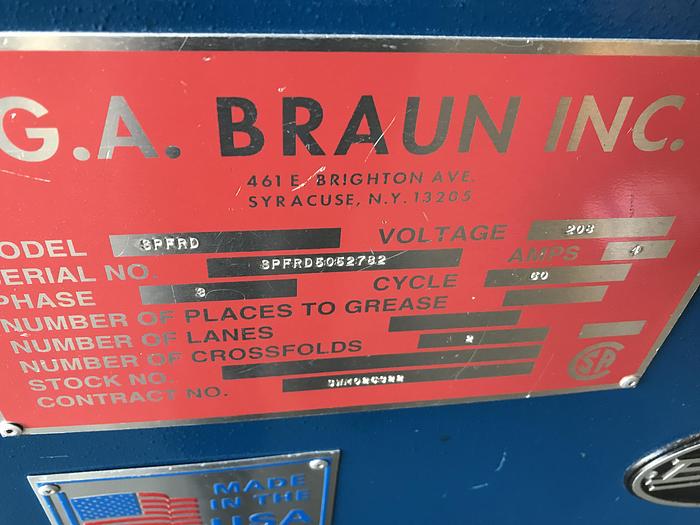 G.A. BRAUN INC.
461 E. BRIGHTON AVE.
SYRACUSE, N.Y. 13205
ODEL SPFRD VOLTAGE 208
ERIAL NO. SPFRD5052782 AMPS
PHASE 3 CYCLE 60
NUMBER OF PLACES TO GREASE
NUMBER OF LANES
NUMBER OF CROSSFOLDS
STOCK NO.
CONTRACT NO.
MADE
IN THE
USA